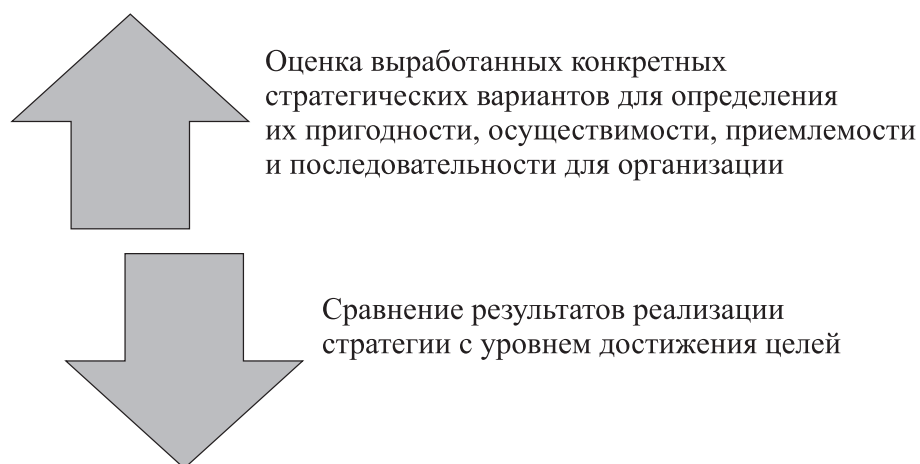 Оценка выработанных конкретных
стратегических вариантов для определения
их пригодности, осуществимости, приемлемости
и последовательности для организации
Сравнение результатов реализации
стратегии с уровнем достижения целей